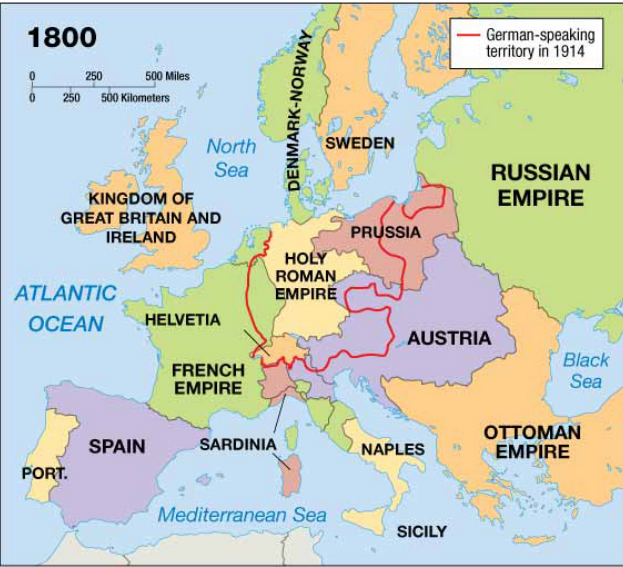 1800
German-speaking
territory in 1914
0 250 500 Miles
0 250 500 Kilometers
North
Sea
DENMARK-NORWAY
SWEDEN
RUSSIAN
EMPIRE
KINGDOM OF
GREAT BRITAIN AND
IRELAND
PRUSSIA
HOLY
ROMAN
EMPIRE
ATLANTIC
OCEAN
HELVETIA
AUSTRIA
FRENCH
EMPIRE
Black
Sea
SPAIN
PORT.
SARDINIA
NAPLES
OTTOMAN
EMPIRE
Mediterranean Sea
SICILY